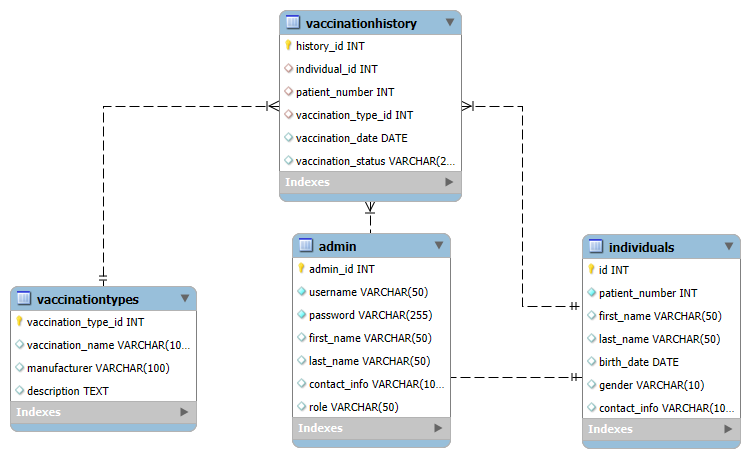 vaccinationhistory
history_id INT
individual_id INT
patient_number INT
vaccination_type_id INT
vaccination_date DATE
vaccination_status VARCHAR(2...
Indexes
vaccinationtypes
vaccination_type_id INT
vaccination_name VARCHAR(10...
manufacturer VARCHAR(100)
description TEXT
Indexes
admin
admin_id INT
username VARCHAR(50)
password VARCHAR(255)
first_name VARCHAR(50)
last_name VARCHAR(50)
contact_info VARCHAR(10...
role VARCHAR(50)
Indexes
individuals
id INT
patient_number INT
first_name VARCHAR(50)
last_name VARCHAR(50)
birth_date DATE
gender VARCHAR(10)
contact_info VARCHAR(10...
Indexes